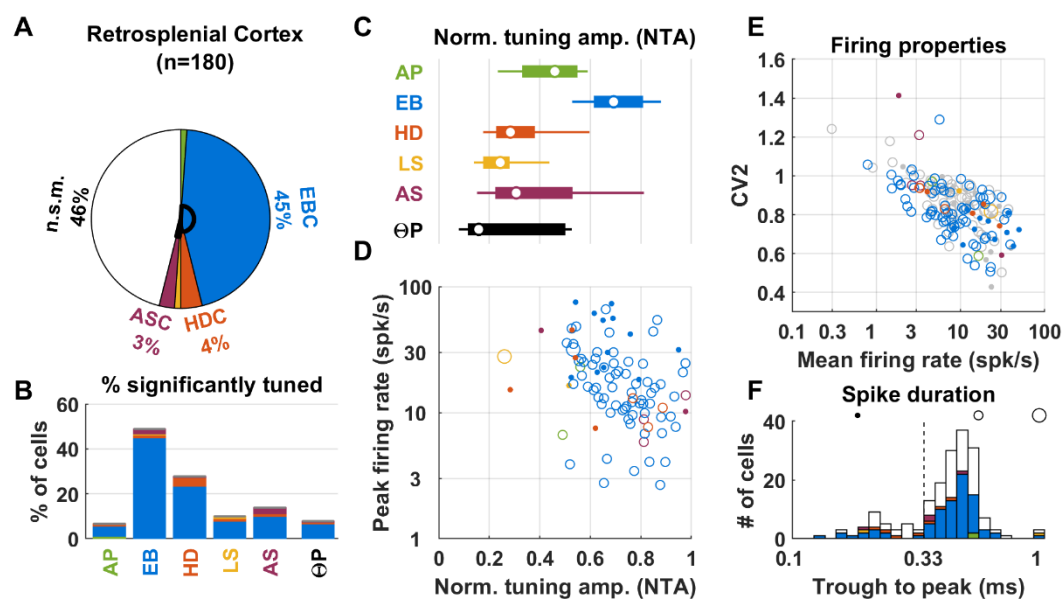 A
Retrosplenial Cortex
(n=180)
n.s.m.
46%
EBC
45%
ASC
3%
HDC
4%
B
% significantly tuned
% of cells
60
40
20
0
AP
EB
HD
LS
AS
ΘP
C
Norm. tuning amp. (NTA)
AP
EB
HD
LS
AS
ΘP
D
Peak firing rate (spk/s)
100
30
10
3
1
0 0.2 0.4 0.6 0.8 1
Norm. tuning amp. (NTA)
E
Firing properties
CV2
1.6
1.4
1.2
1
0.8
0.6
0.4
0.1 0.3 1 3 10 30 100
Mean firing rate (spk/s)
F
Spike duration
# of cells
40
20
0
0.1 0.33 1
Trough to peak (ms)